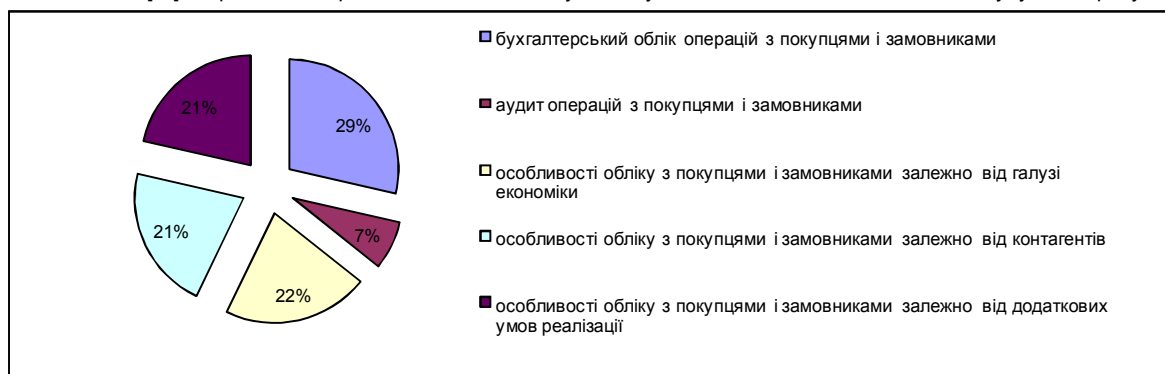 бухгалтерський облік операцій з покупцями і замовниками
аудит операцій з покупцями і замовниками
особливості обліку з покупцями і замовниками залежно від галузі
економіки
особливості обліку з покупцями і замовниками залежно від контагентів
особливості обліку з покупцями і замовниками залежно від додаткових
умов реалізації
21%
29%
7%
22%
21%